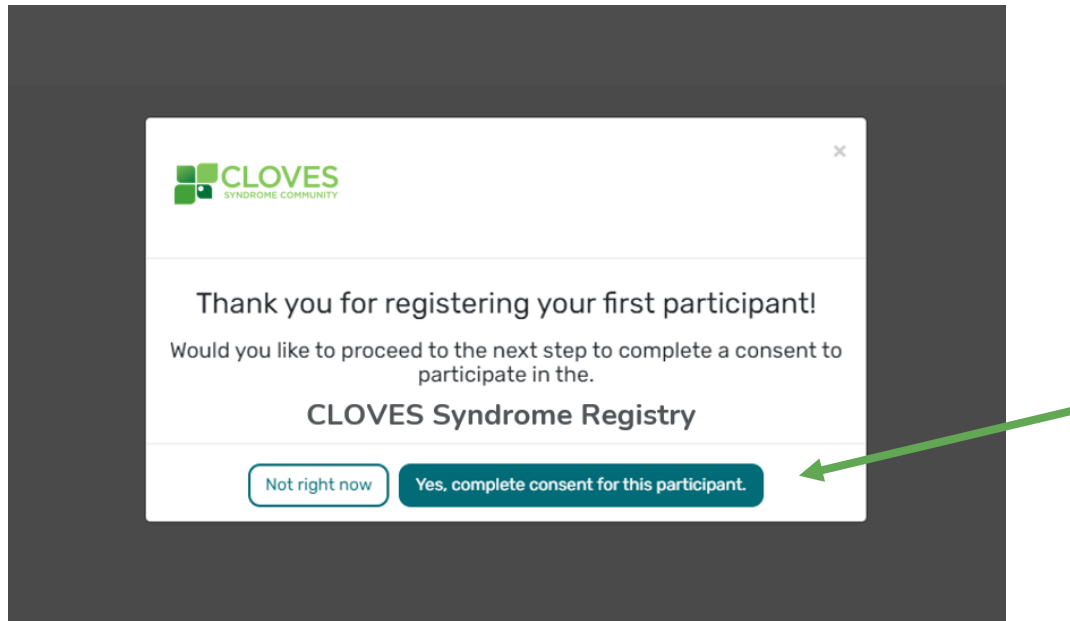 CLOVES
SYNDROME COMMUNITY
×
Thank you for registering your first participant!
Would you like to proceed to the next step to complete a consent to
participate in the.
CLOVES Syndrome Registry
Not right now
Yes, complete consent for this participant.